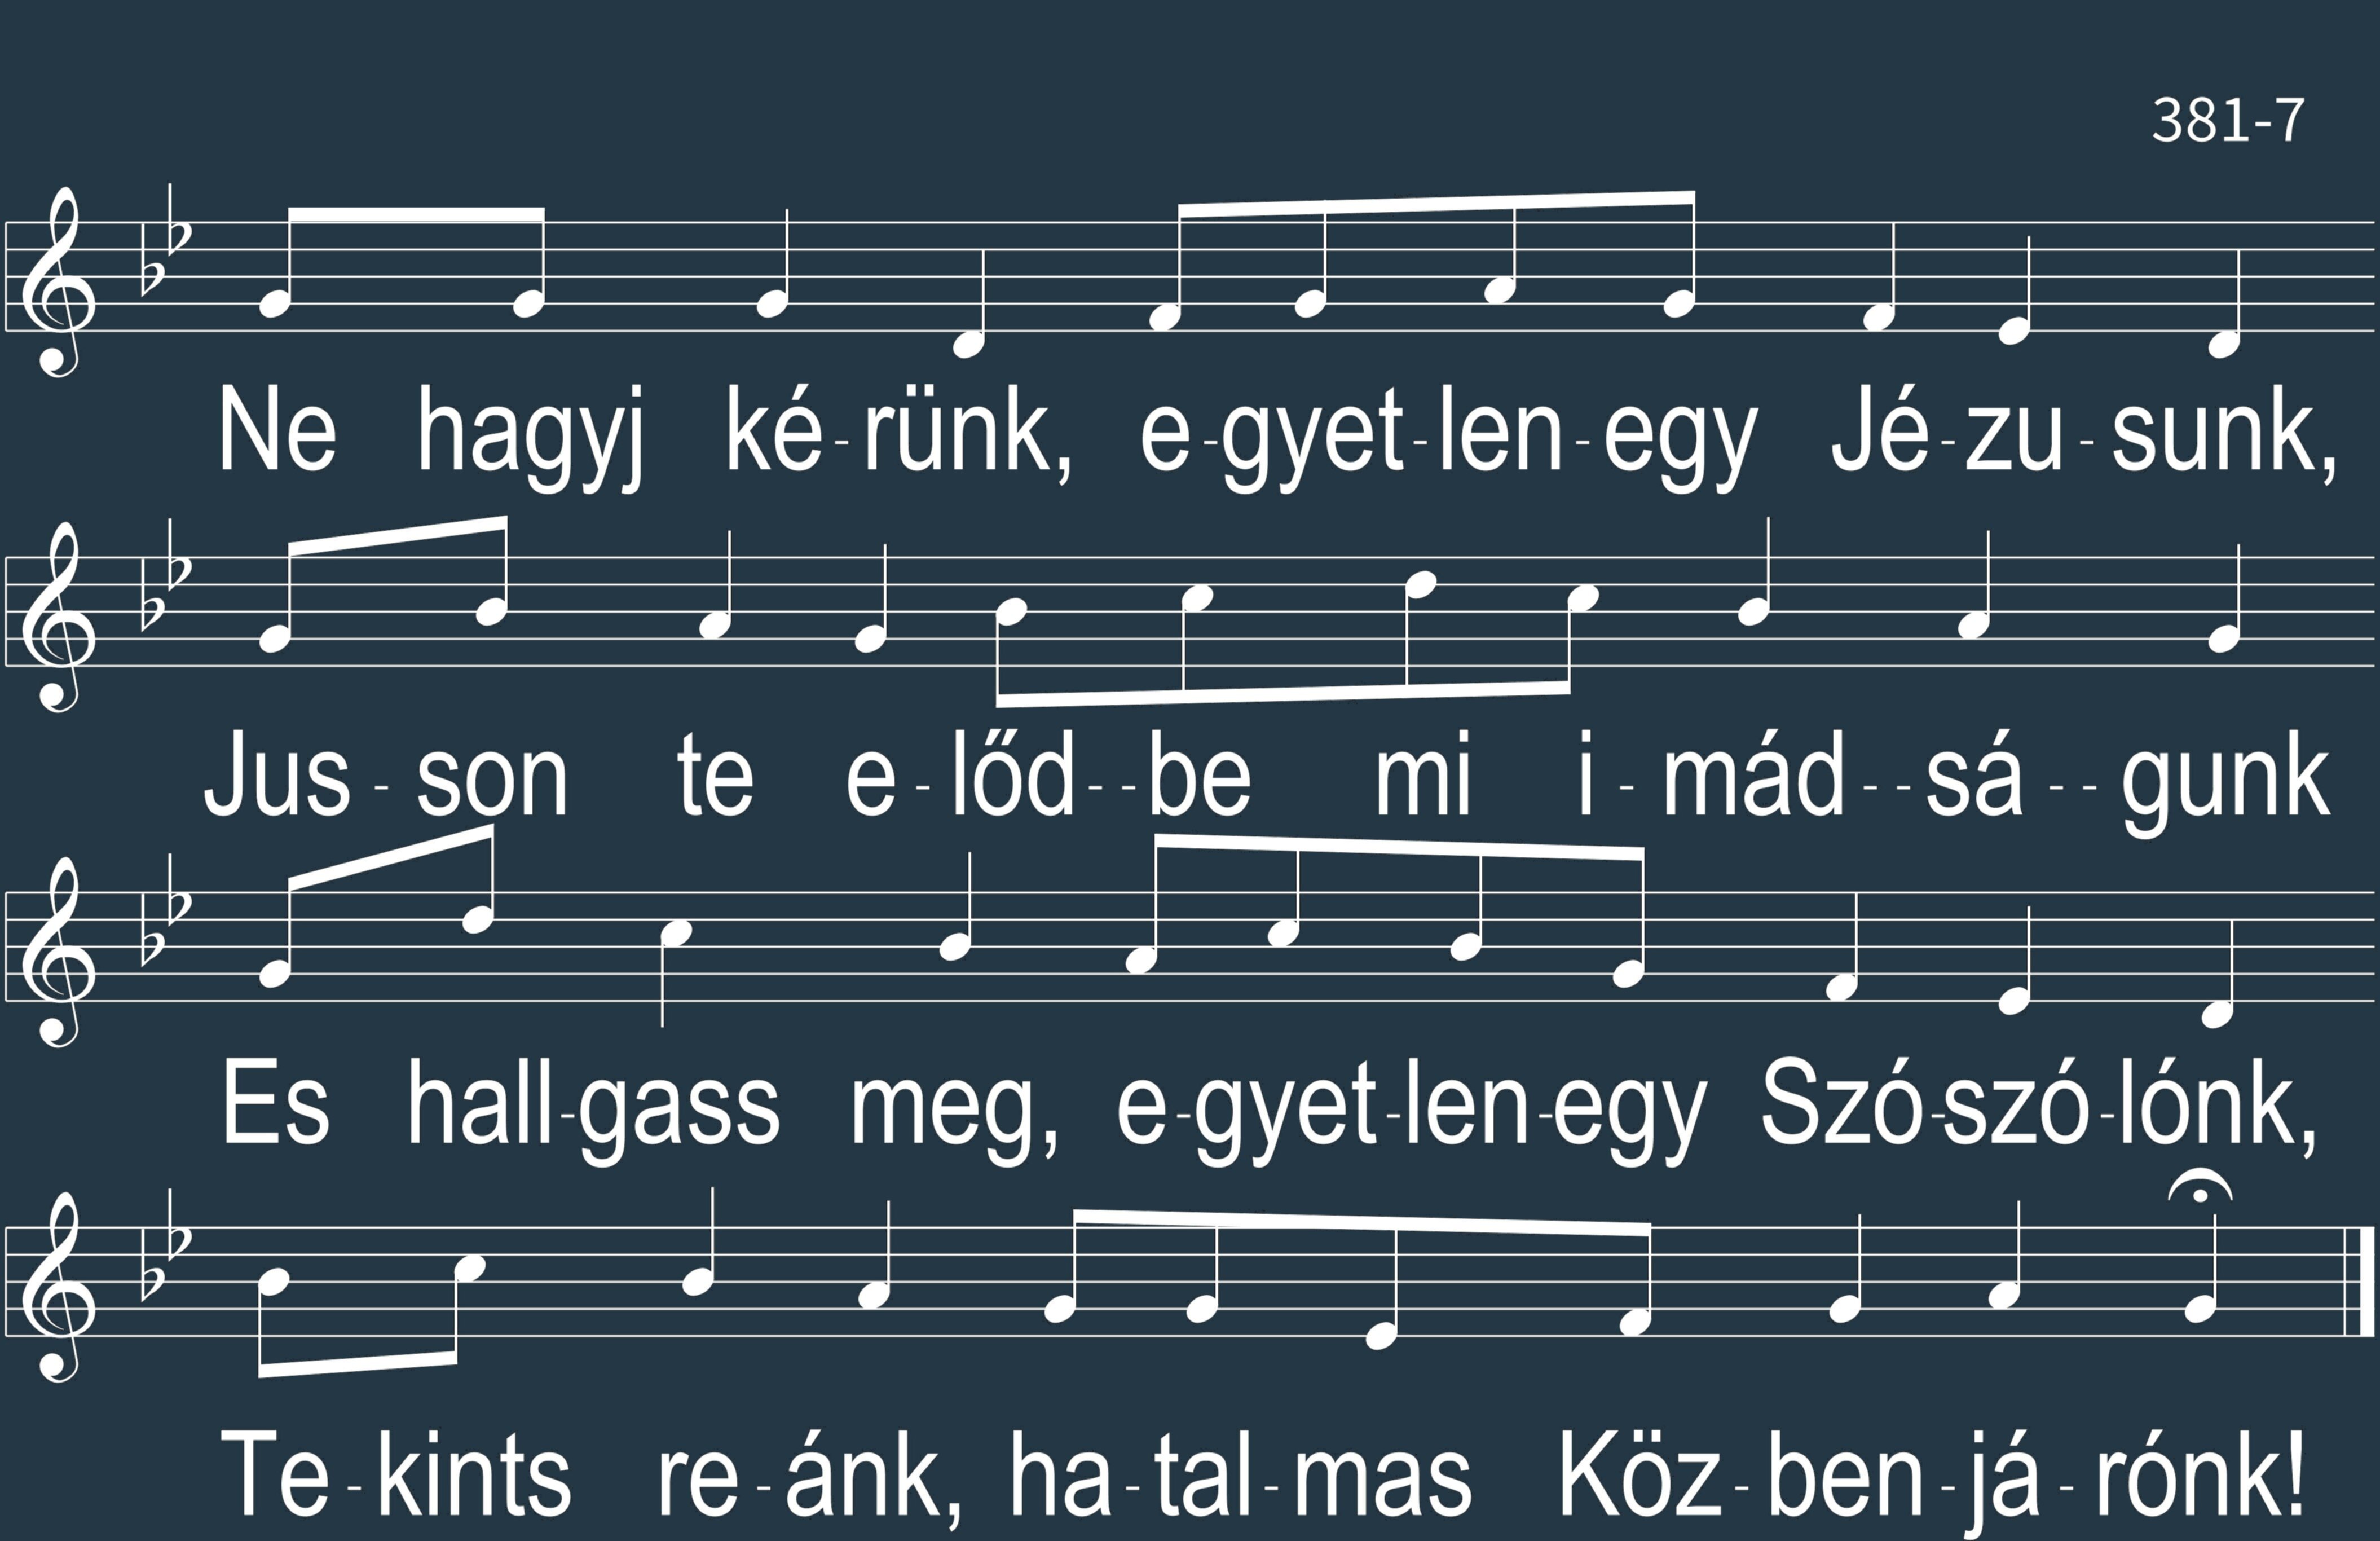 381-7
Ne hagyj ké-rünk, e-gyet-len-egy Jé-zu-sunk,
Jus-son te e-lőd--be mi i-mád--sá--gunk
Es hall-gass meg, e-gyet-len-egy Szó-szó-lónk,
Te-kints re-ánk, ha-tal-mas Köz-ben-já-rónk!